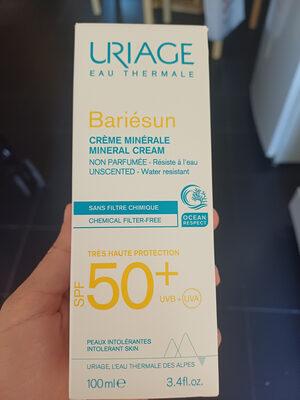 URIAGE
EAU THERMALE
Bariésun
CRÈME MINÉRALE
MINERAL CREAM
NON PARFUMÉE - Résiste à l'eau
UNSCENTED - Water resistant
SANS FILTRE CHIMIQUE
CHEMICAL FILTER-FREE
OCEAN
RESPECT
TRÈS HAUTE PROTECTION
SPF 50+
UVB + UVA
PEAUX INTOLÉRANTES
INTOLERANT SKIN
URIAGE, L'EAU THERMALE DES ALPES
100 ml e 3.4fl.oz.